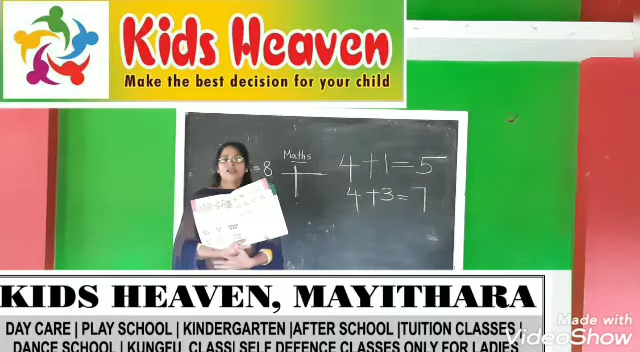 Kids Heaven
Make the best decision for your child
Maths
= 8
4+1=5
4+3=7
KIDS HEAVEN, MAYITHARA
DAY CARE | PLAY SCHOOL | KINDERGARTEN |AFTER SCHOOL |TUITION CLASSES |
DANCE SCHOOL | KUNGFU CLASS| SELF DEFENCE CLASSES ONLY FOR LADIES
Made with
VideoShow